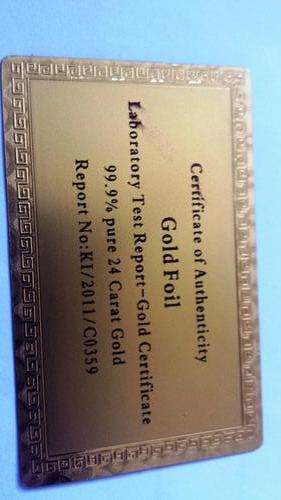 Certificate of Authenticity
Gold Foil
Laboratory Test Report-Gold Certificate
99.9% pure 24 Carat Gold
Report No:KI/2011/C0359